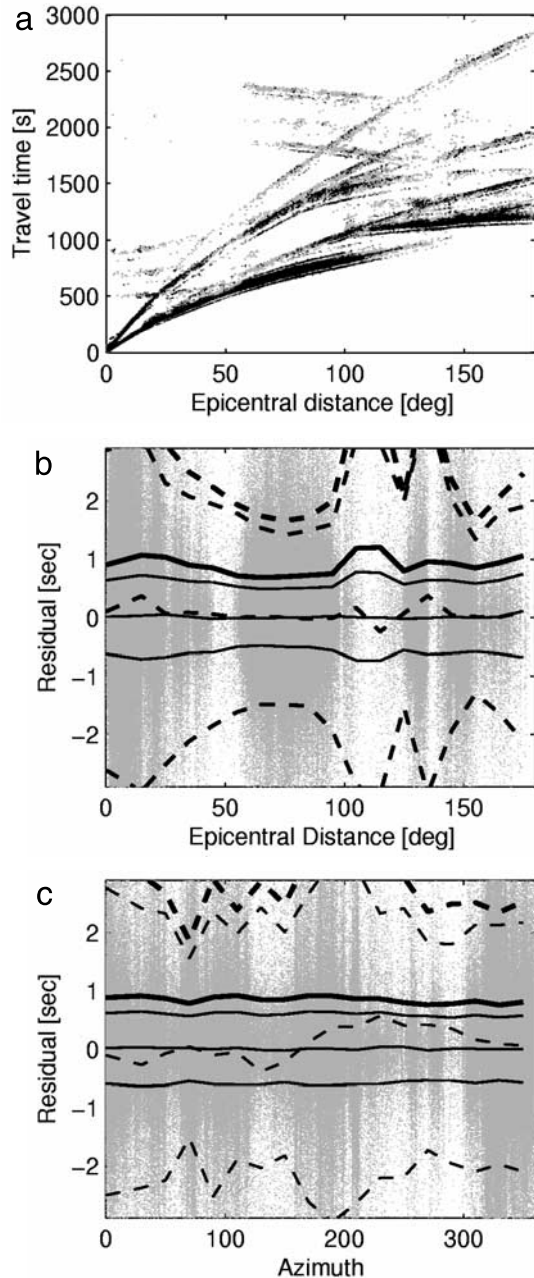 a
3000
2500
2000
1500
1000
500
0
Travel time [s]
0 50 100 150
Epicentral distance [deg]
b
2
1
0
-1
-2
Residual [sec]
0 50 100 150
Epicentral Distance [deg]
c
2
1
0
-1
-2
Residual [sec]
0 100 200 300
Azimuth